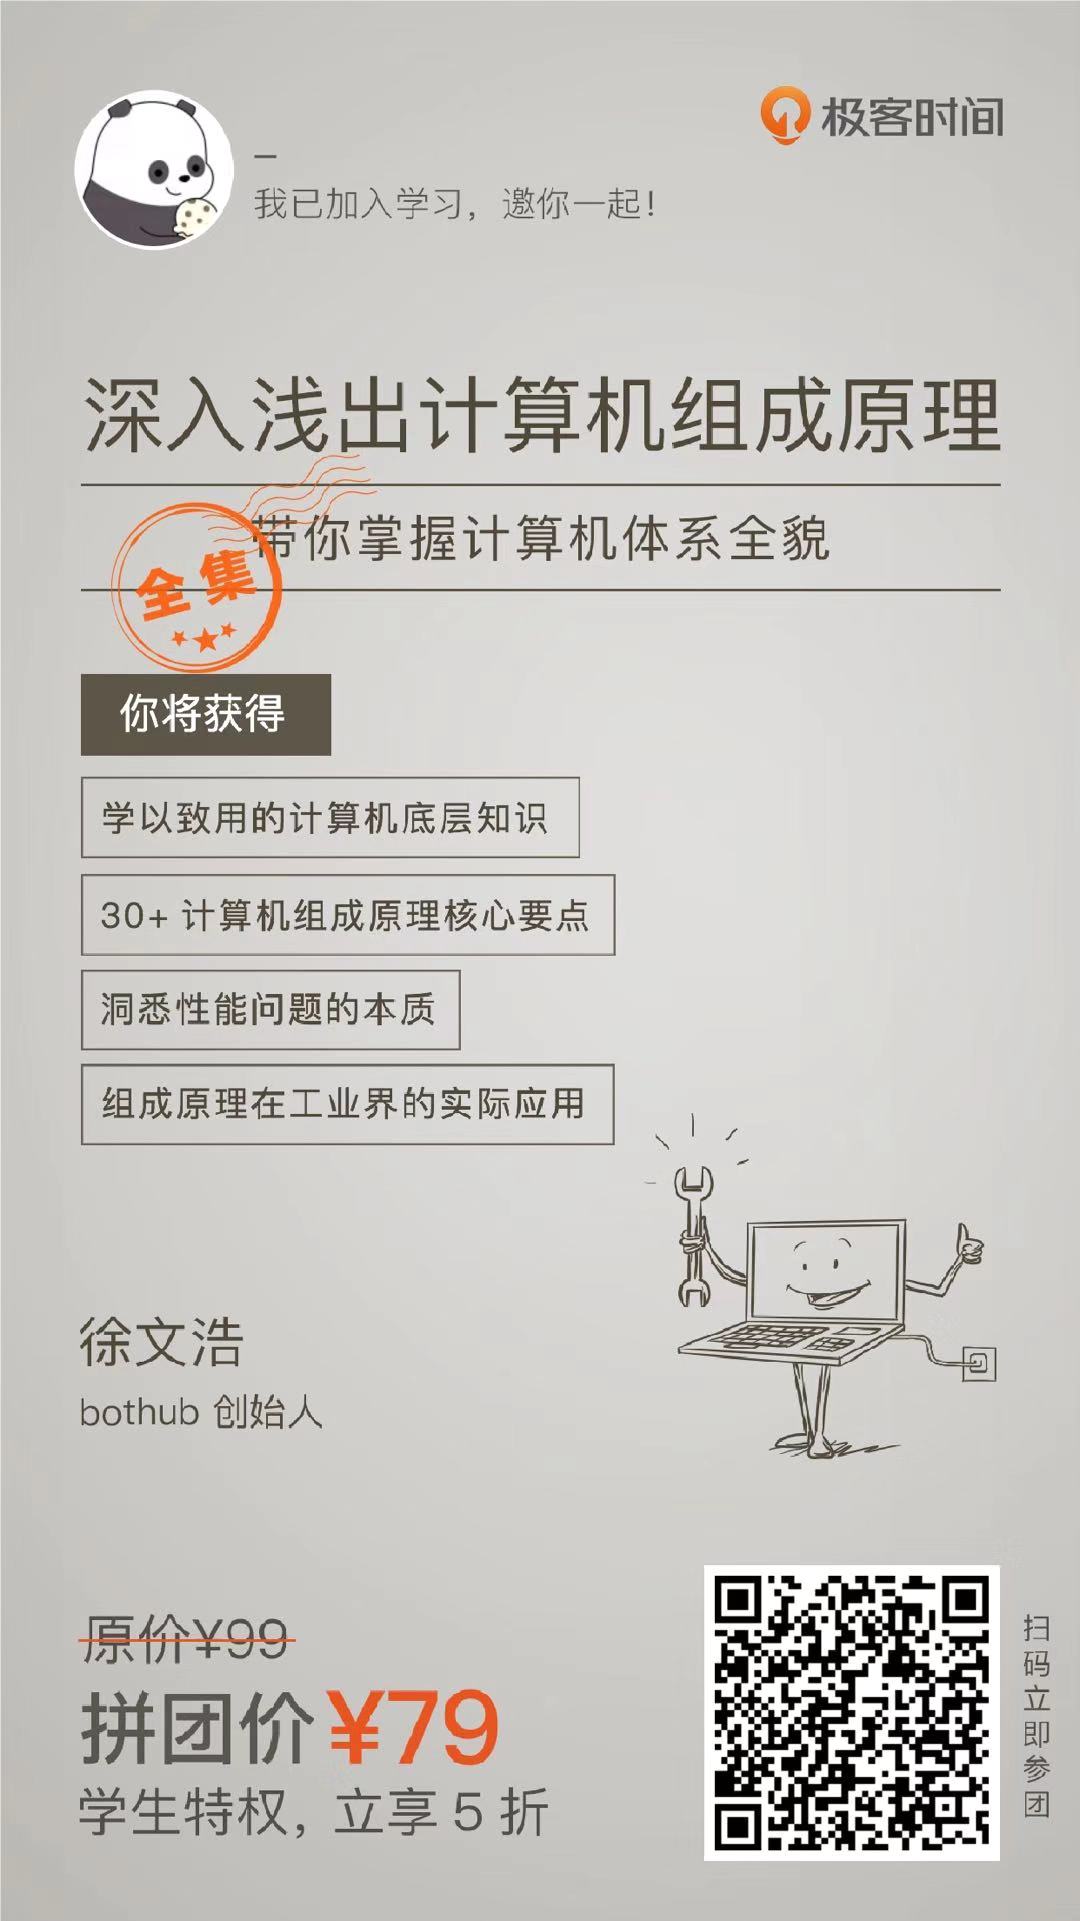 极客时间
–
我已加入学习，邀你一起！
深入浅出计算机组成原理
带你掌握计算机体系全貌
全集
你将获得
学以致用的计算机底层知识
30+ 计算机组成原理核心要点
洞悉性能问题的本质
组成原理在工业界的实际应用
徐文浩
bothub 创始人
原价¥99
拼团价¥79
学生特权，立享 5 折
扫码立即参团